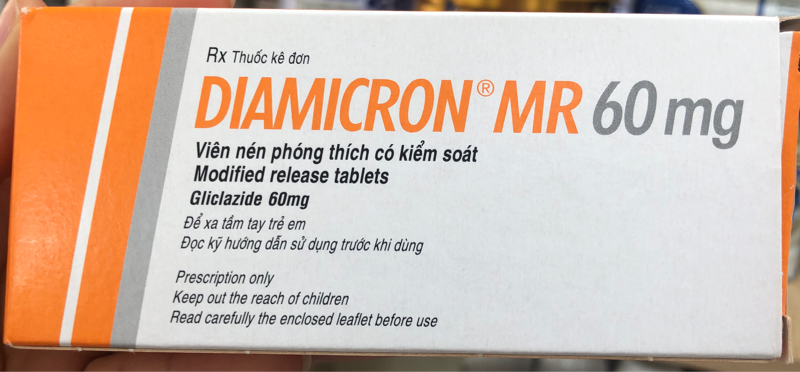 Rx Thuốc kê đơn
DIAMICRON® MR 60 mg
Viên nén phóng thích có kiểm soát
Modified release tablets
Gliclazide 60mg
Để xa tầm tay trẻ em
Đọc kỹ hướng dẫn sử dụng trước khi dùng
Prescription only
Keep out the reach of children
Read carefully the enclosed leaflet before use